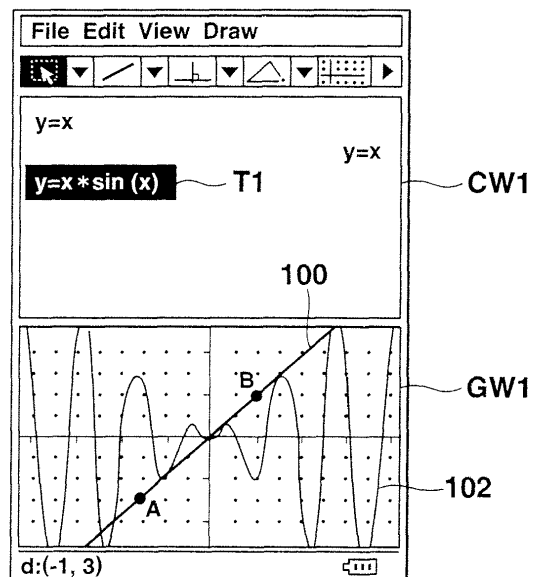 File Edit View Draw
y=x
y=x
y=x*sin (x)
T1
CW1
100
B
GW1
A
102
d:(-1, 3)